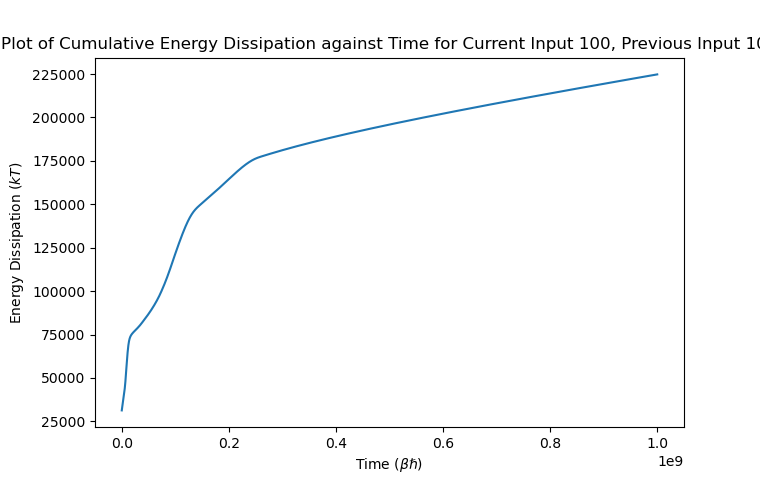 Plot of Cumulative Energy Dissipation against Time for Current Input 100, Previous Input 10
225000
200000
175000
150000
125000
100000
75000
50000
25000
Energy Dissipation (kT)
0.0 0.2 0.4 0.6 0.8 1.0
1e9
Time (βℏ)